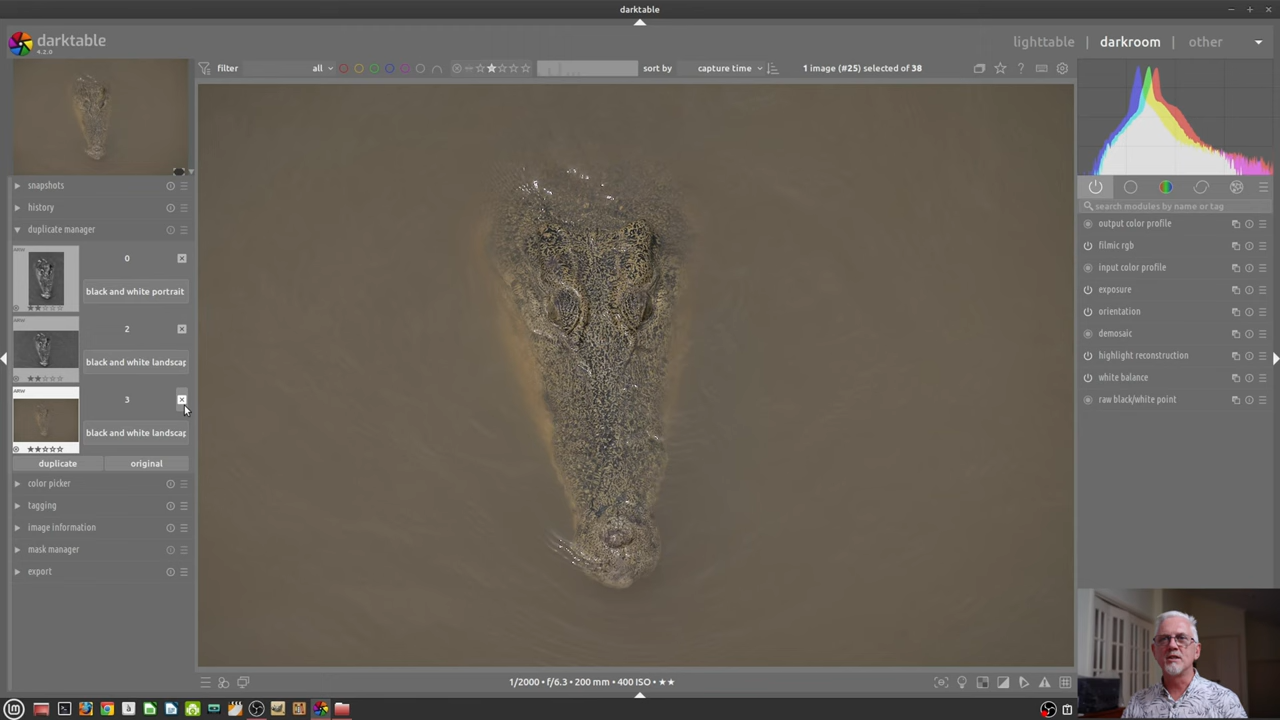 darktable
darktable
4.2.0
lighttable | darkroom | other
filter
all
sort by
capture time
1 image (#25) selected of 38
snapshots
history
duplicate manager
0
black and white portrait
2
black and white landscap
3
black and white landscap
duplicate
original
color picker
tagging
image information
mask manager
export
1/2000 • f/6.3 • 200 mm • 400 ISO • ★★
search modules by name or tag
output color profile
filmic rgb
input color profile
exposure
orientation
demosaic
highlight reconstruction
white balance
raw black/white point